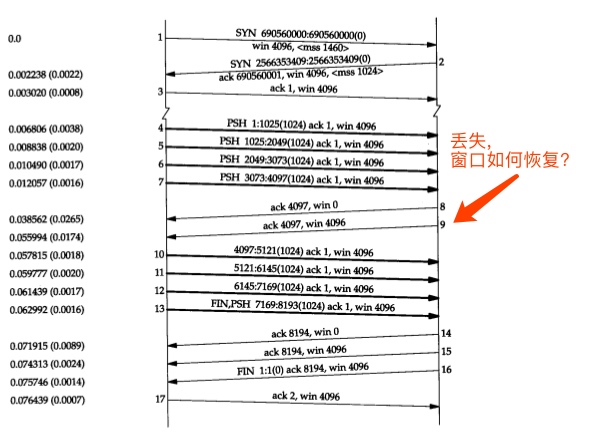 0.0 1 SYN 690560000:690560000(0)
win 4096, <mss 1460>
SYN 2566353409:2566353409(0) 2
0.002238 (0.0022) ack 690560001, win 4096, <mss 1024>
0.003020 (0.0008) 3 ack 1, win 4096
0.006806 (0.0038) 4 PSH 1:1025(1024) ack 1, win 4096
丢失,
0.008838 (0.0020) 5 PSH 1025:2049(1024) ack 1, win 4096
窗口如何恢复?
0.010490 (0.0017) 6 PSH 2049:3073(1024) ack 1, win 4096
0.012057 (0.0016) 7 PSH 3073:4097(1024) ack 1, win 4096
ack 4097, win 0 8
0.038562 (0.0265)
ack 4097, win 4096 9
0.055994 (0.0174)
0.057815 (0.0018) 10 4097:5121(1024) ack 1, win 4096
0.059777 (0.0020) 11 5121:6145(1024) ack 1, win 4096
0.061439 (0.0017) 12 6145:7169(1024) ack 1, win 4096
0.062992 (0.0016) 13 FIN,PSH 7169:8193(1024) ack 1, win 4096
ack 8194, win 0 14
0.071915 (0.0089)
ack 8194, win 4096 15
0.074313 (0.0024)
FIN 1:1(0) ack 8194, win 4096 16
0.075746 (0.0014)
0.076439 (0.0007) 17 ack 2, win 4096